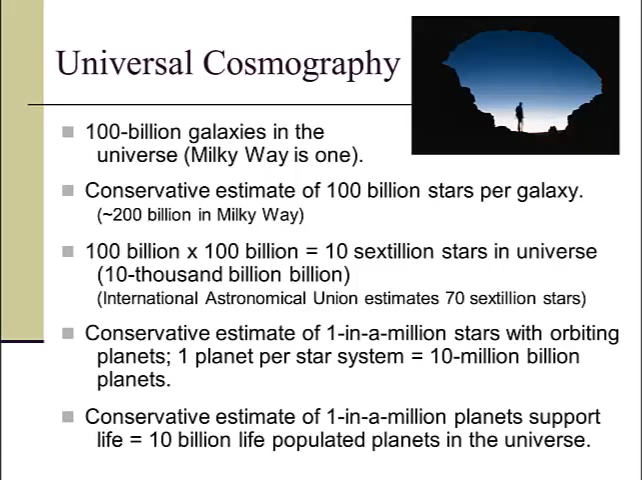 Universal Cosmography
100-billion galaxies in the
universe (Milky Way is one).
Conservative estimate of 100 billion stars per galaxy.
(~200 billion in Milky Way)
100 billion x 100 billion = 10 sextillion stars in universe
(10-thousand billion billion)
(International Astronomical Union estimates 70 sextillion stars)
Conservative estimate of 1-in-a-million stars with orbiting
planets; 1 planet per star system = 10-million billion
planets.
Conservative estimate of 1-in-a-million planets support
life = 10 billion life populated planets in the universe.